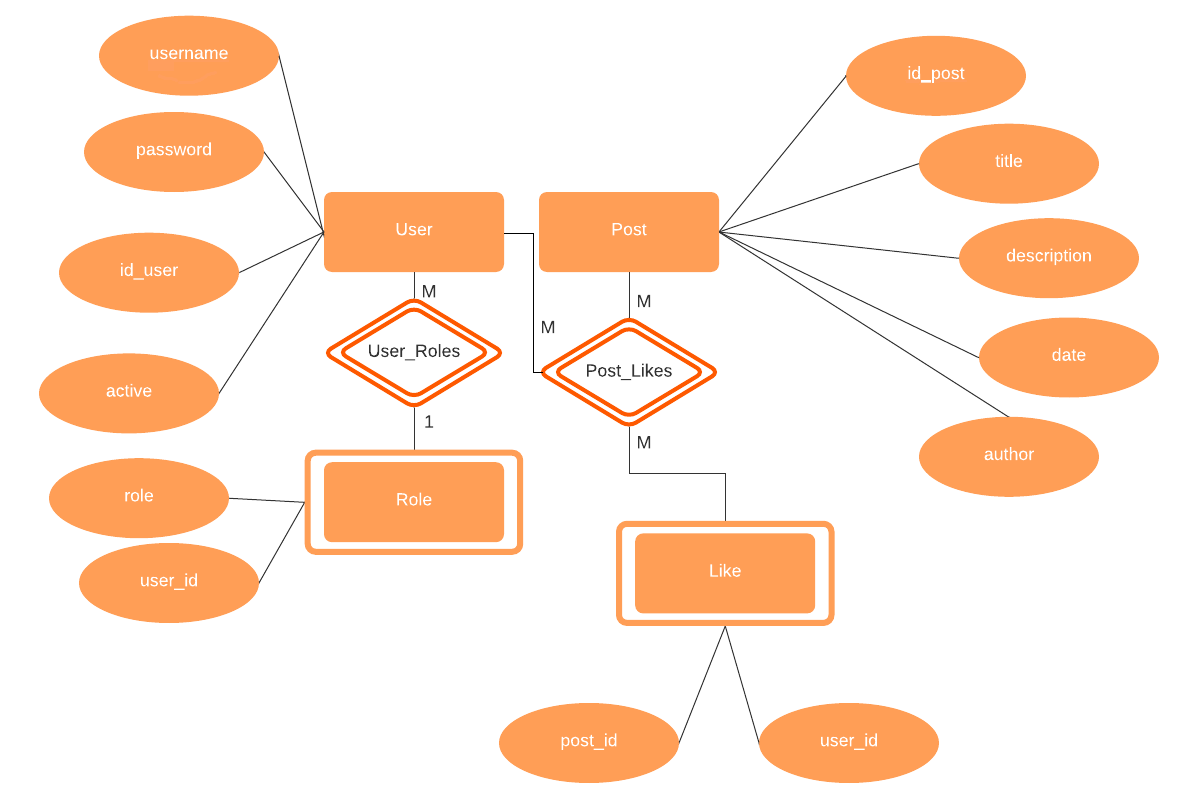 username
id_post
password
title
User
Post
description
id_user
M
M
M
User_Roles
date
Post_Likes
active
1
M
author
role
Role
Like
user_id
post_id
user_id